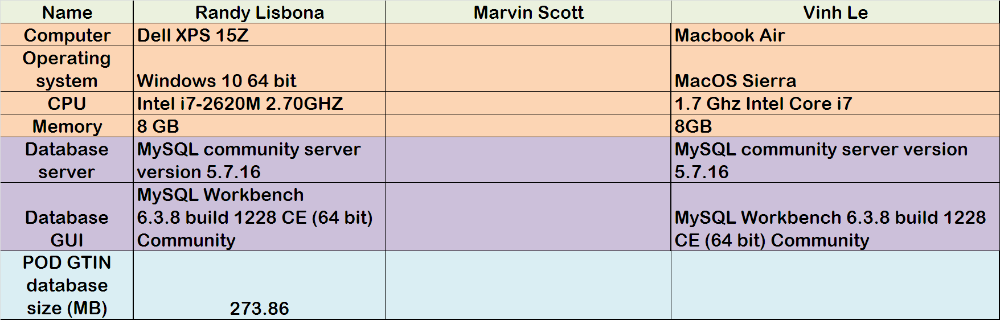 Name Randy Lisbona Marvin Scott Vinh Le
Computer Dell XPS 15Z Macbook Air
Operating
system Windows 10 64 bit MacOS Sierra
CPU Intel i7-2620M 2.70GHZ 1.7 Ghz Intel Core i7
Memory 8 GB 8GB
Database MySQL community server MySQL community server version
server version 5.7.16 5.7.16
MySQL Workbench
Database 6.3.8 build 1228 CE (64 bit) MySQL Workbench 6.3.8 build 1228
GUI Community CE (64 bit) Community
POD GTIN
database
size (MB) 273.86